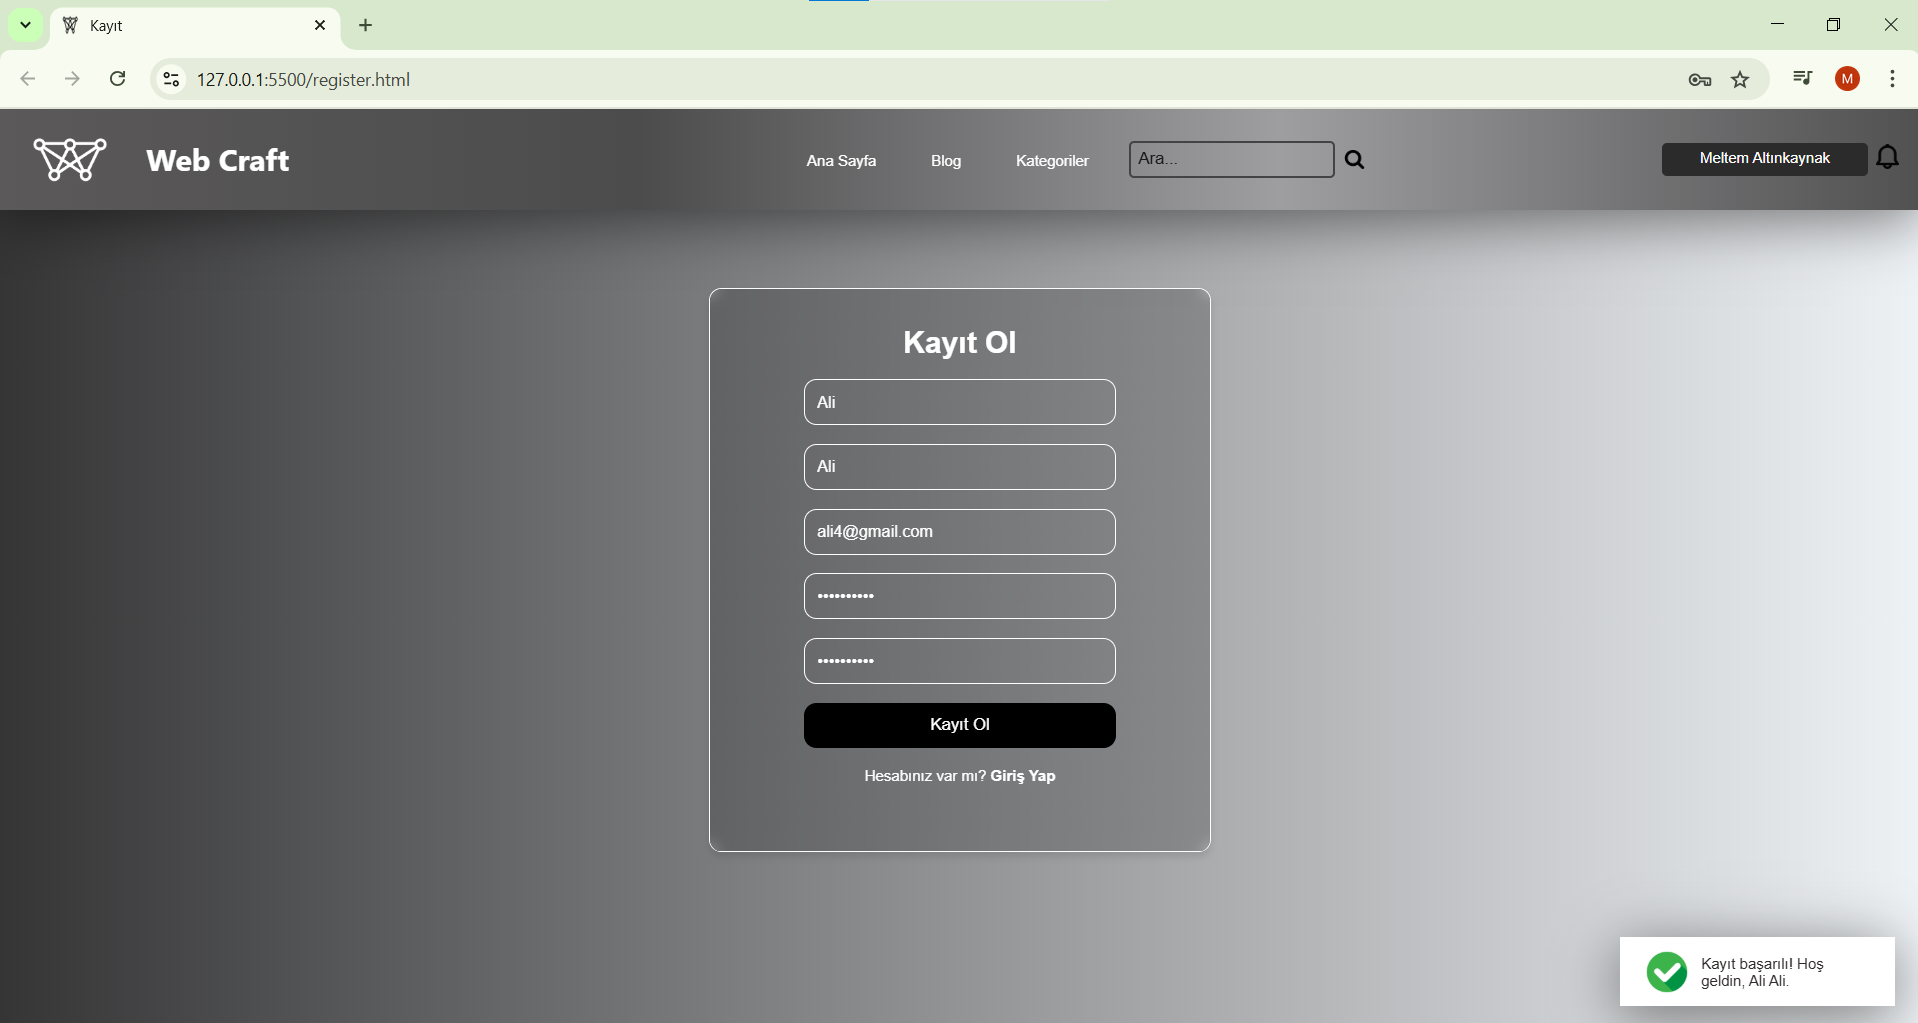 Kayıt
127.0.0.1:5500/register.html
M
Web Craft
Ana Sayfa
Blog
Kategoriler
Ara...
Meltem Altınkaynak
Kayıt Ol
Ali
Ali
ali4@gmail.com
••••••••••
••••••••••
Kayıt Ol
Hesabınız var mı? Giriş Yap
Kayıt başarılı! Hoş
geldin, Ali Ali.